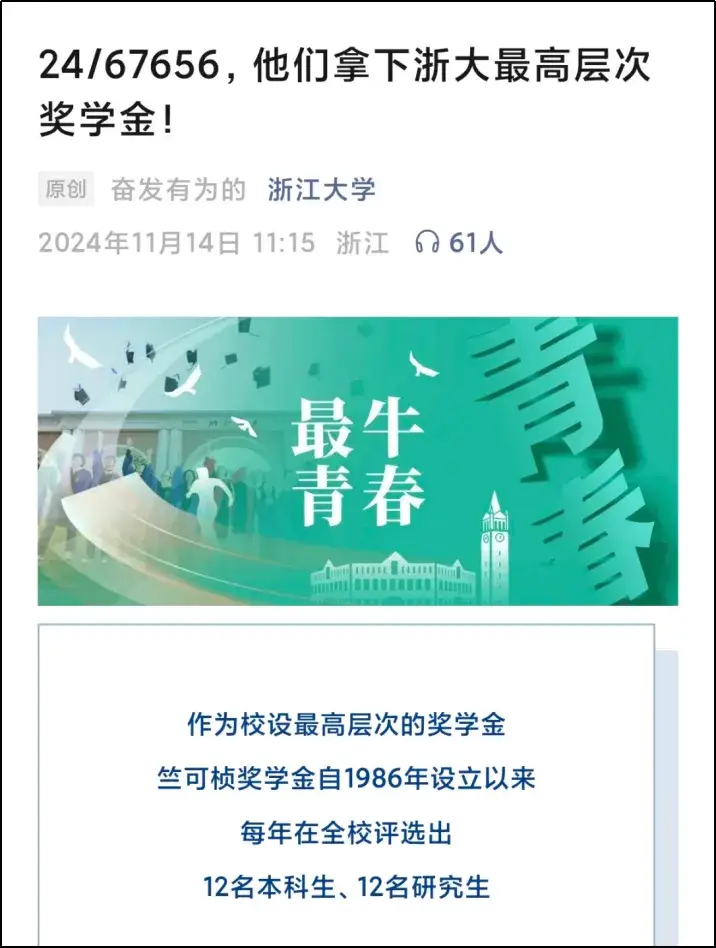 24/67656，他们拿下浙大最高层次
奖学金！
原创 奋发有为的 浙江大学
2024年11月14日 11:15 浙江 61人
青春
最牛
青春
作为校设最高层次的奖学金
竺可桢奖学金自1986年设立以来
每年在全校评选出
12名本科生、12名研究生